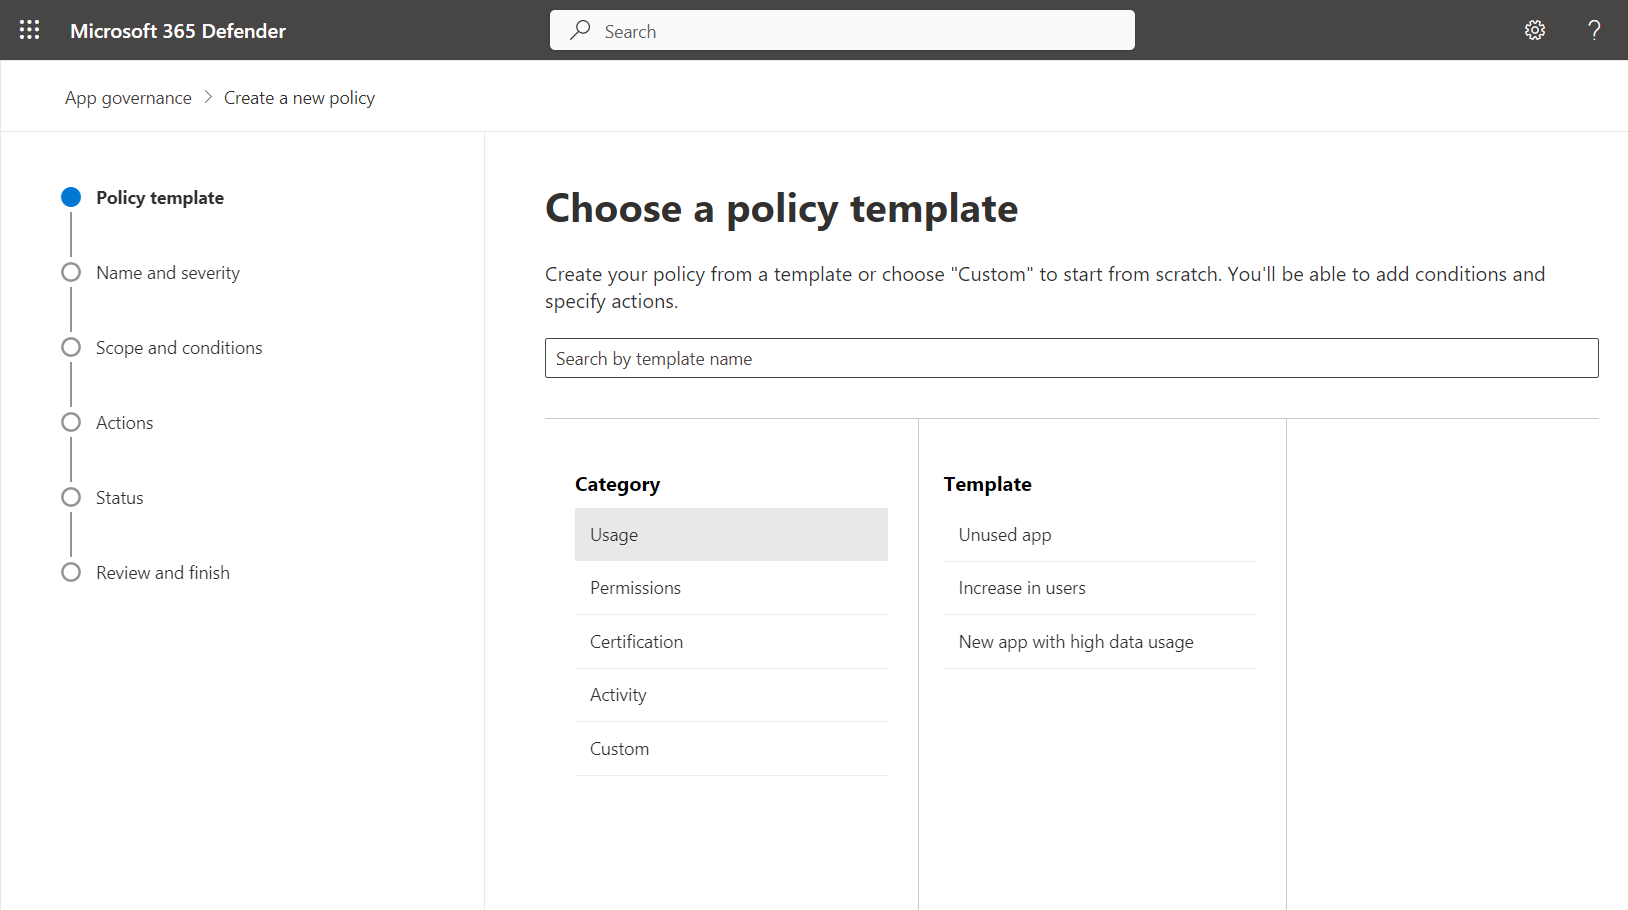 Microsoft 365 Defender
Search
App governance
Create a new policy
Policy template
Name and severity
Scope and conditions
Actions
Status
Review and finish
Choose a policy template
Create your policy from a template or choose "Custom" to start from scratch. You'll be able to add conditions and
specify actions.
Search by template name
Category
Usage
Permissions
Certification
Activity
Custom
Template
Unused app
Increase in users
New app with high data usage